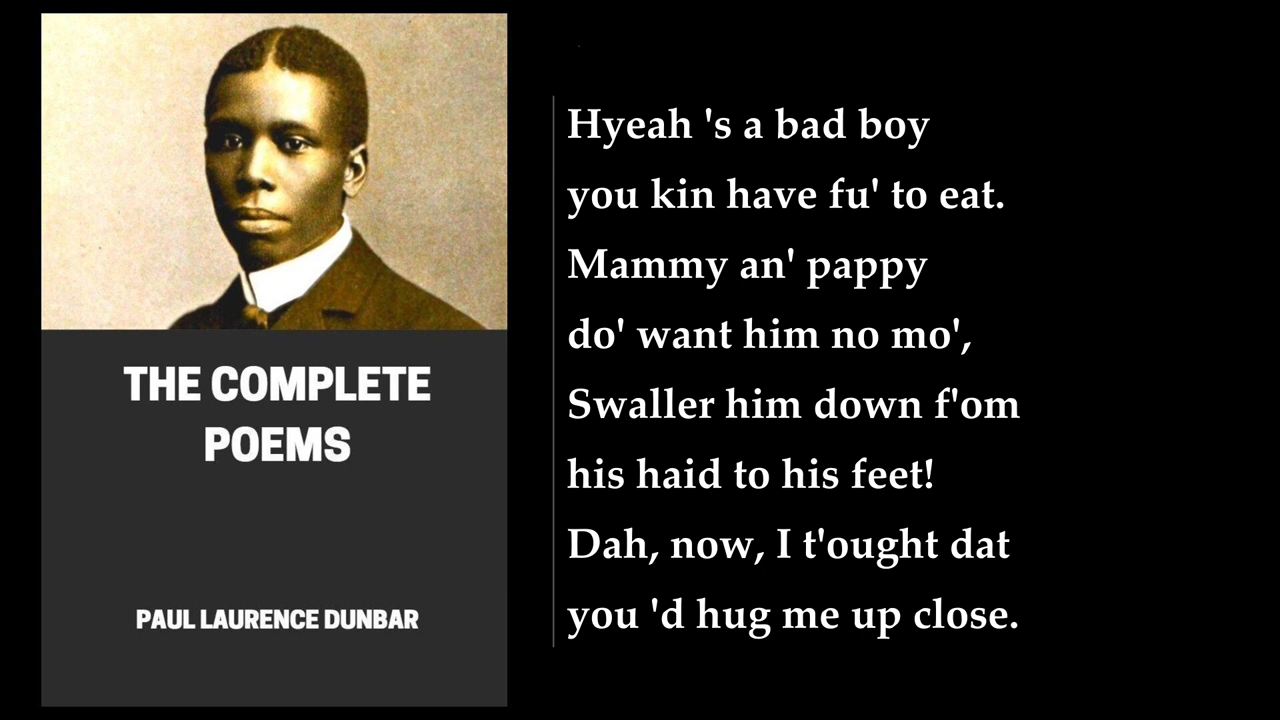 THE COMPLETE
POEMS
PAUL LAURENCE DUNBAR
Hyeah 's a bad boy
you kin have fu' to eat.
Mammy an' pappy
do' want him no mo',
Swaller him down f'om
his haid to his feet!
Dah, now, I t'ought dat
you 'd hug me up close.